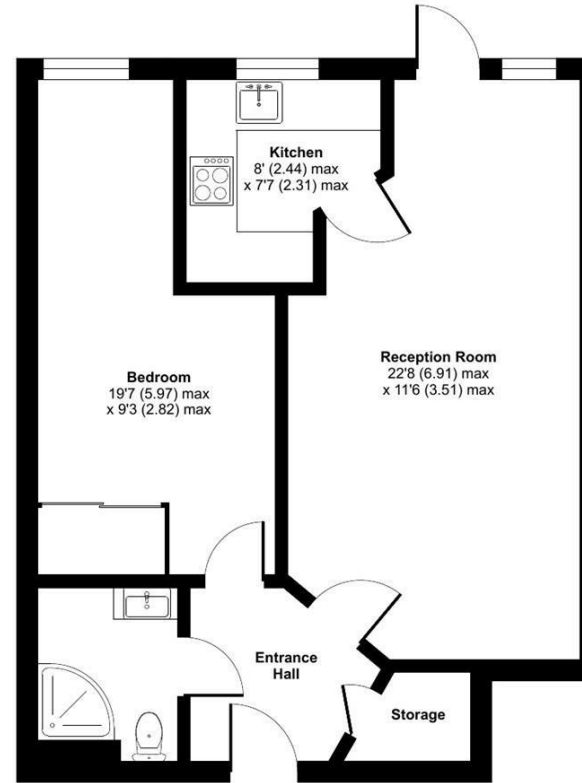 Kitchen
8' (2.44) max
x 7'7 (2.31) max
Reception Room
22'8 (6.91) max
x 11'6 (3.51) max
Bedroom
19'7 (5.97) max
x 9'3 (2.82) max
Entrance
Hall
Storage